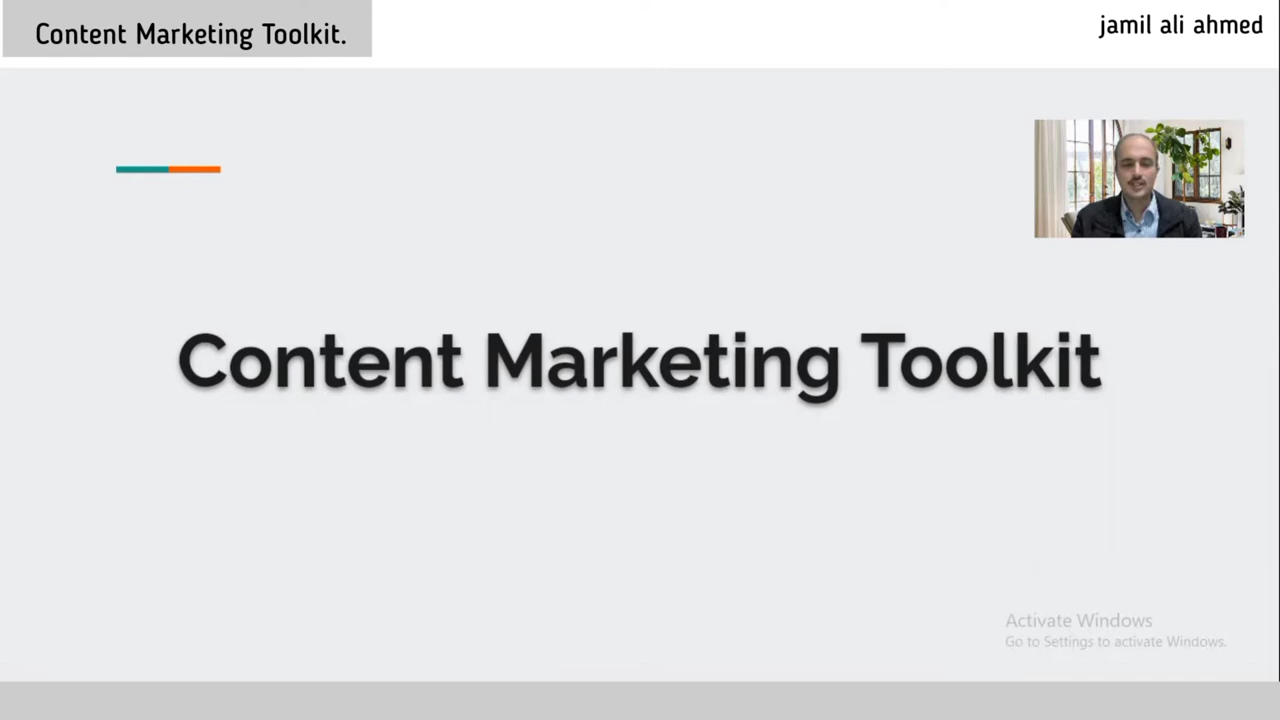 Content Marketing Toolkit.
jamil ali ahmed
Content Marketing Toolkit
Activate Windows
Go to Settings to activate Windows.